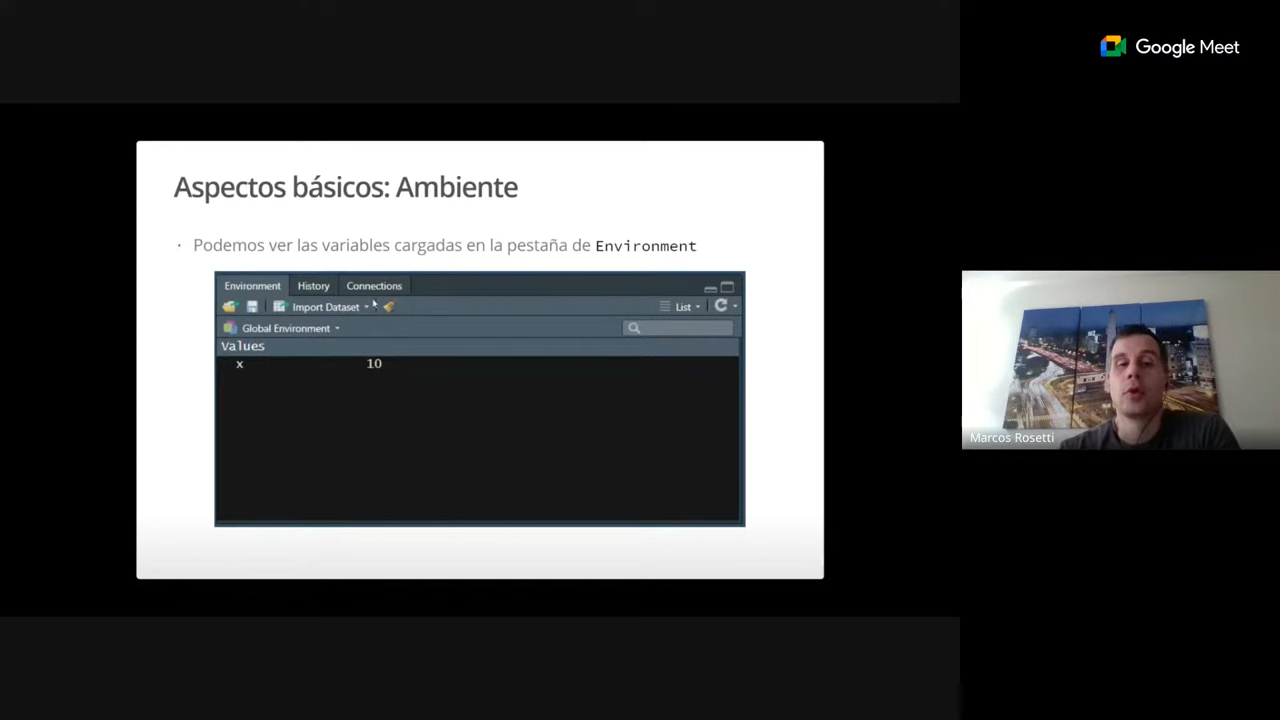 Google Meet
Aspectos básicos: Ambiente
· Podemos ver las variables cargadas en la pestaña de Environment
Environment History Connections
Import Dataset List
Global Environment
Values
x 10
Marcos Rosetti